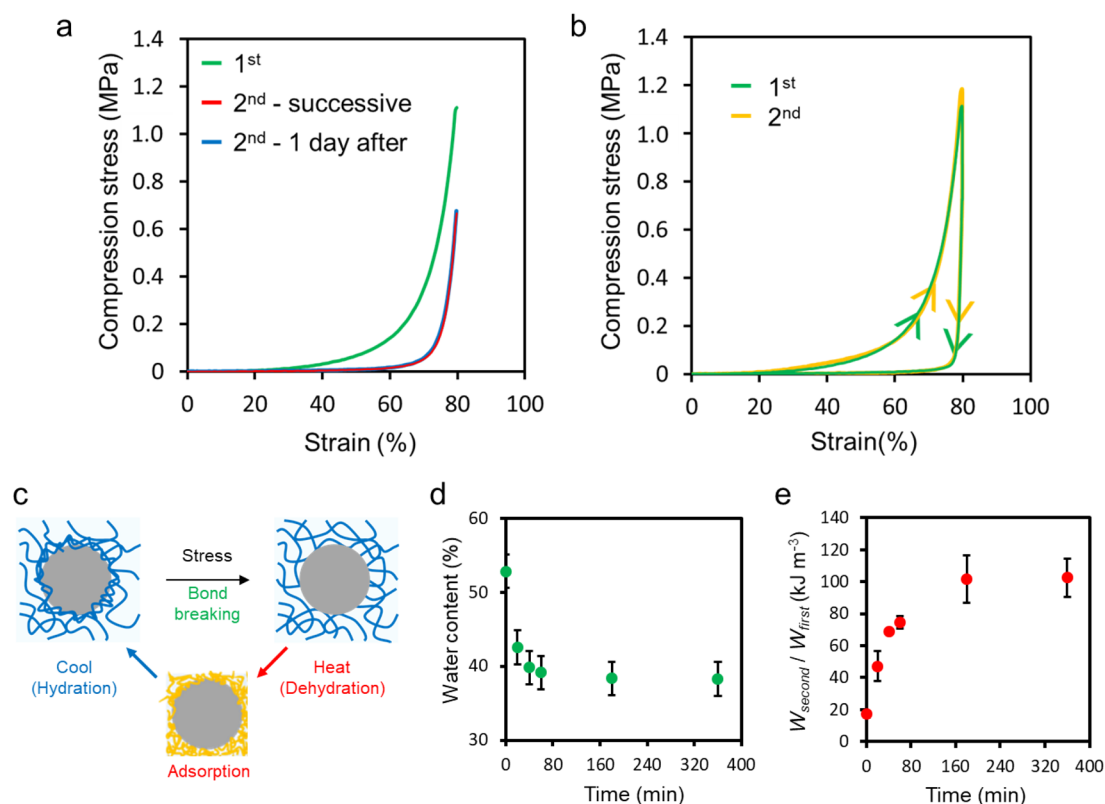 a
1.4
1.2
1.0
0.8
0.6
0.4
0.2
0
Compression stress (MPa)
1st
2nd - successive
2nd - 1 day after
0 20 40 60 80 100
Strain (%)
b
1.4
1.2
1.0
0.8
0.6
0.4
0.2
0
Compression stress (MPa)
1st
2nd
0 20 40 60 80 100
Strain(%)
c
Stress
Bond
breaking
Cool
(Hydration)
Heat
(Dehydration)
Adsorption
d
60
50
40
30
Water content (%)
0 80 160 240 320 400
Time (min)
e
140
120
100
80
60
40
20
0
Wsecond / Wfirst (kJ m⁻³)
0 80 160 240 320 400
Time (min)